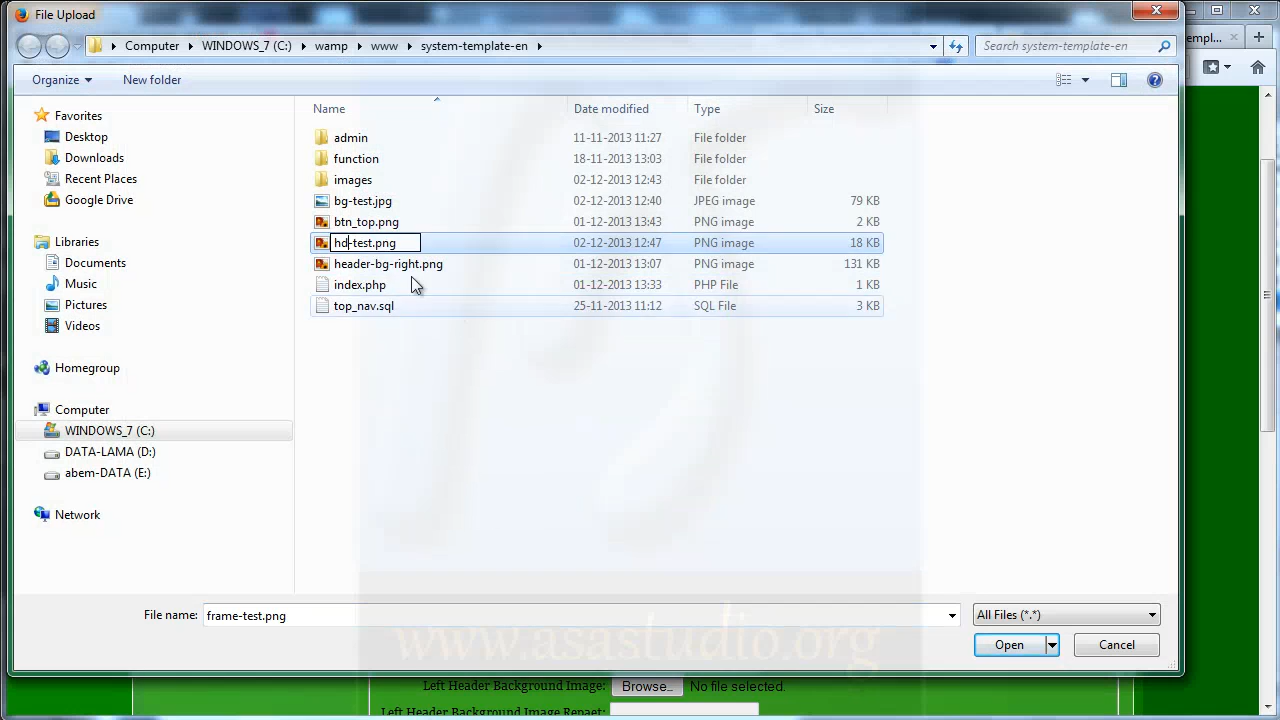 File Upload
Computer WINDOWS_7 (C:) wamp www system-template-en
Search system-template-en
empl...
Organize New folder
Name Date modified Type Size
Favorites
Desktop
Downloads
Recent Places
Google Drive
Libraries
Documents
Music
Pictures
Videos
Homegroup
Computer
WINDOWS_7 (C:)
DATA-LAMA (D:)
abem-DATA (E:)
Network
admin 11-11-2013 11:27 File folder
function 18-11-2013 13:03 File folder
images 02-12-2013 12:43 File folder
bg-test.jpg 02-12-2013 12:40 JPEG image 79 KB
btn_top.png 01-12-2013 13:43 PNG image 2 KB
hd-test.png 02-12-2013 12:47 PNG image 18 KB
header-bg-right.png 01-12-2013 13:07 PNG image 131 KB
index.php 01-12-2013 13:33 PHP File 1 KB
top_nav.sql 25-11-2013 11:12 SQL File 3 KB
File name: frame-test.png All Files (*.*)
Open Cancel
Left Header Background Image: Browse... No file selected.
Left Header Background Image Repaet: